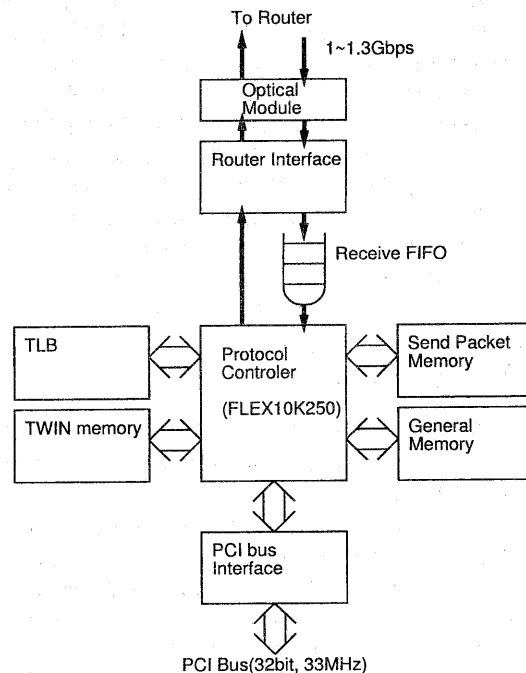 To Router
1~1.3Gbps
Optical
Module
Router Interface
Receive FIFO
TLB
Protocol
Controler
(FLEX10K250)
Send Packet
Memory
TWIN memory
General
Memory
PCI bus
Interface
PCI Bus(32bit, 33MHz)